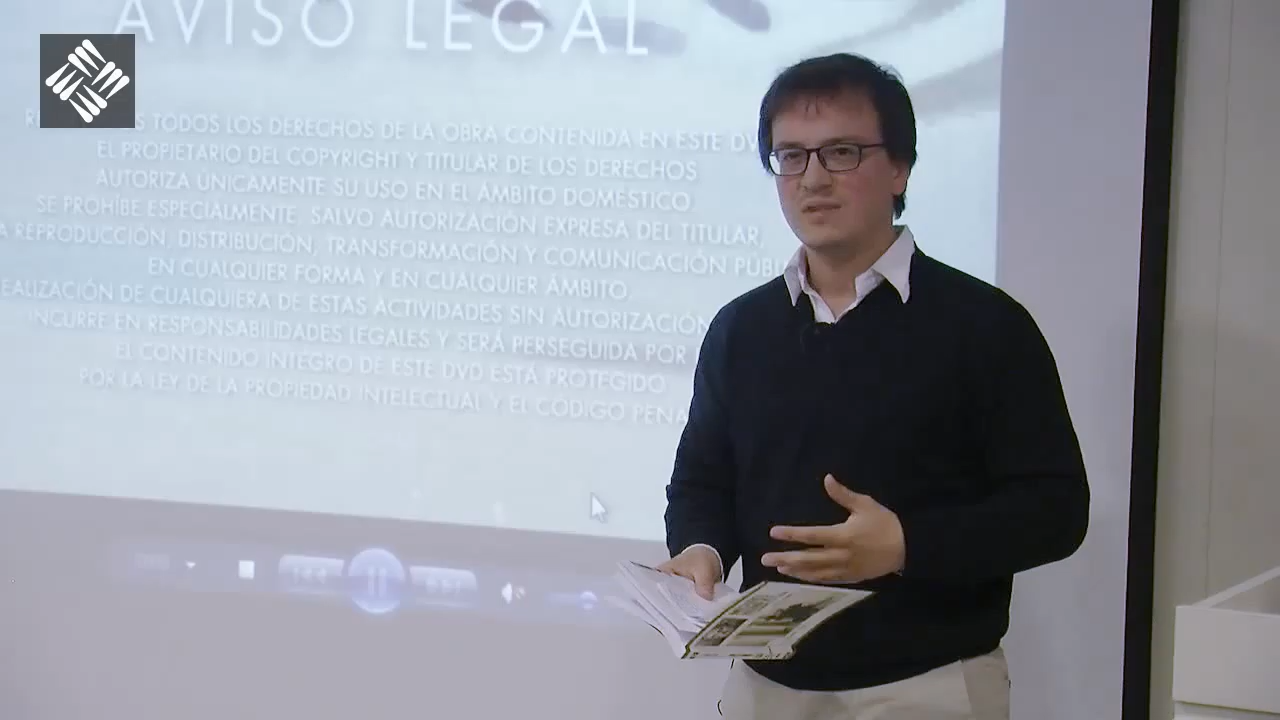 AVISO LEGAL
TODOS LOS DERECHOS DE LA OBRA CONTENIDA EN ESTE
EL PROPIETARIO DEL COPYRIGHT Y TITULAR DE LOS DERECHOS
AUTORIZA ÚNICAMENTE SU USO EN EL ÁMBITO DOMÉSTICO
SE PROHÍBE ESPECIALMENTE, SALVO AUTORIZACIÓN EXPRESA DEL TITULAR,
REPRODUCCIÓN, DISTRIBUCIÓN, TRANSFORMACIÓN Y COMUNICACIÓN
EN CUALQUIER FORMA Y EN CUALQUIER ÁMBITO.
EALIZACIÓN DE CUALQUIERA DE ESTAS ACTIVIDADES SIN AUTORIZACIÓN
INCURRE EN RESPONSABILIDADES LEGALES Y SERÁ PERSEGUIDA POR
EL CONTENIDO INTEGRO DE ESTE DVD ESTÁ PROTEGIDO
POR LA LEY DE LA PROPIEDAD INTELECTUAL Y EL CÓDIGO PENA